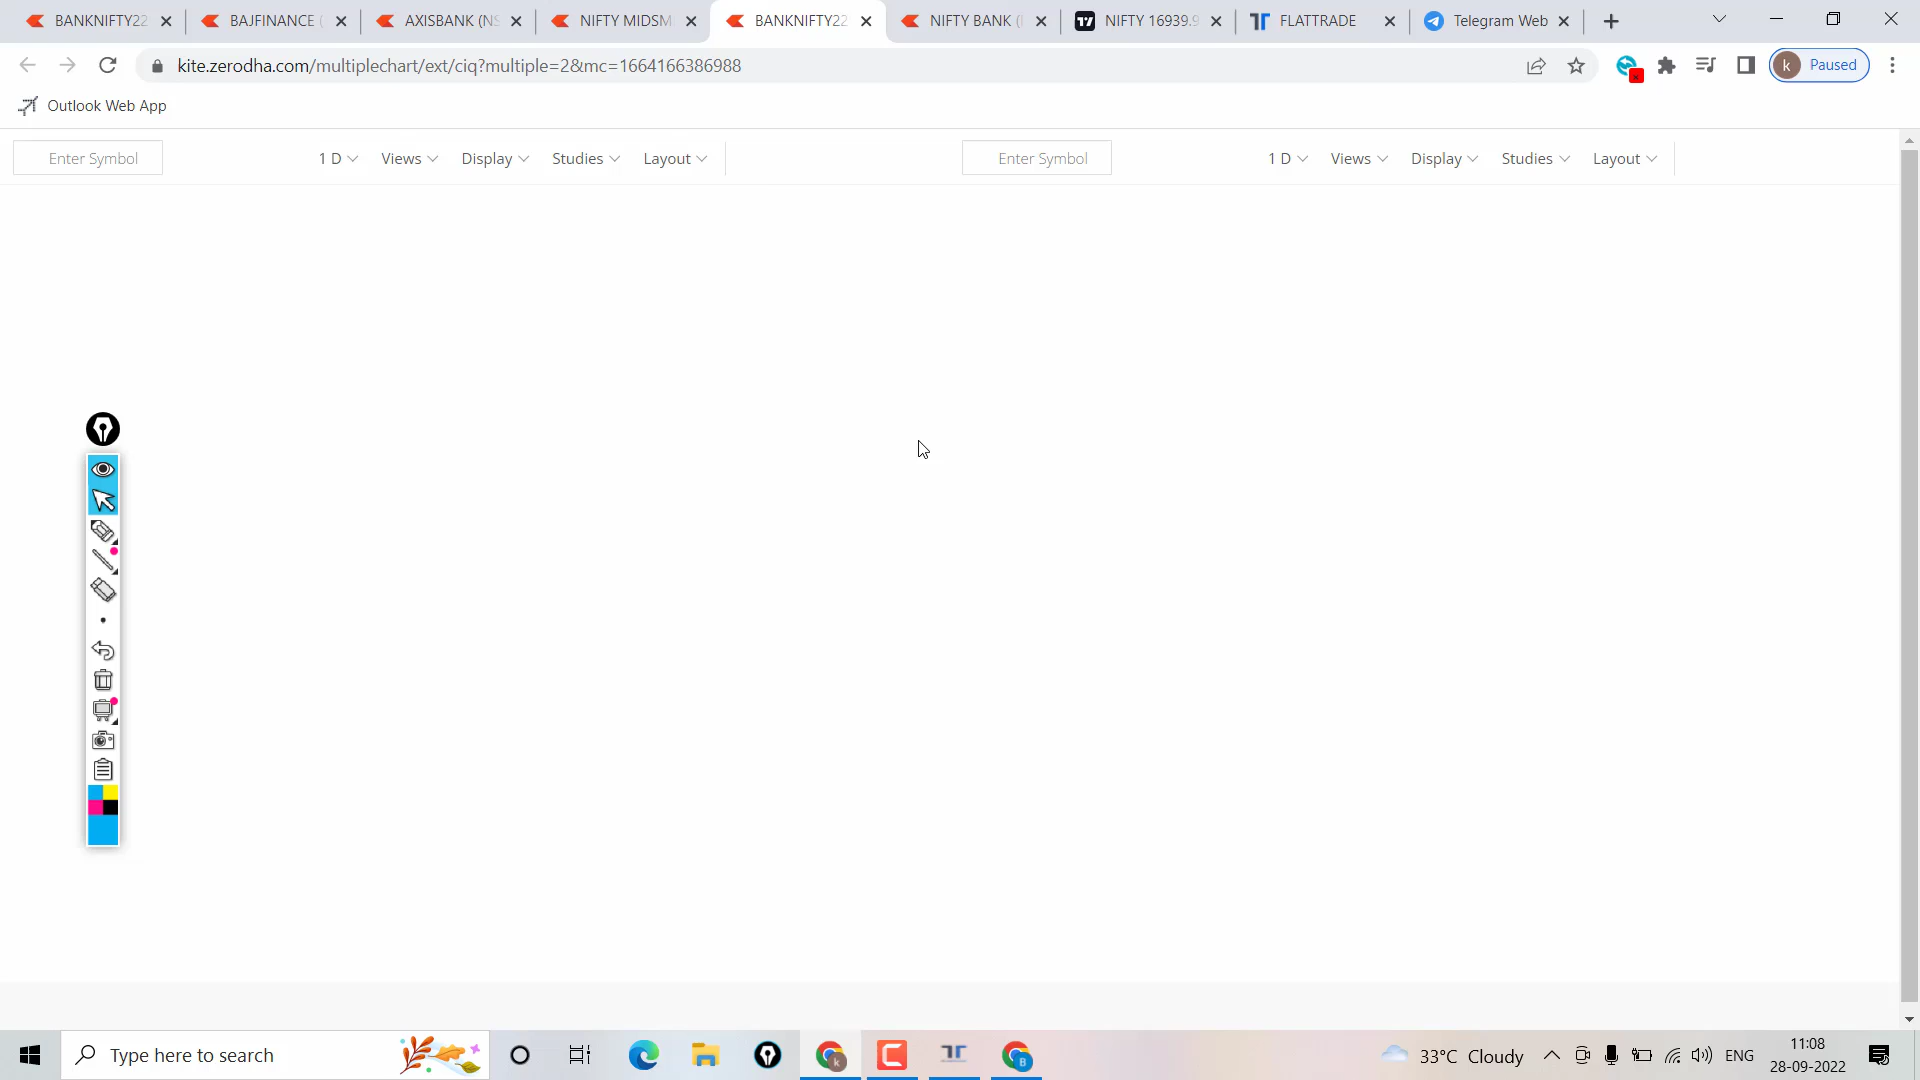 BANKNIFTY22
BAJFINANCE (
AXISBANK (NS
NIFTY MIDSM
BANKNIFTY22
NIFTY BANK (
NIFTY 16939.9
FLATTRADE
Telegram Web
kite.zerodha.com/multiplechart/ext/ciq?multiple=2&mc=1664166386988
k Paused
Outlook Web App
Enter Symbol 1 D Views Display Studies Layout Enter Symbol 1 D Views Display Studies Layout
Type here to search
33°C Cloudy
ENG
11:08
28-09-2022